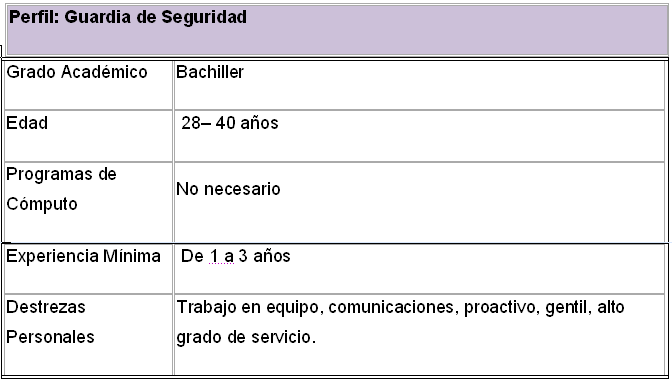 Perfil: Guardia de Seguridad
Grado Académico Bachiller
Edad 28– 40 años
Programas de Cómputo No necesario
Experiencia Mínima De 1 a 3 años
Destrezas Personales Trabajo en equipo, comunicaciones, proactivo, gentil, alto
grado de servicio.